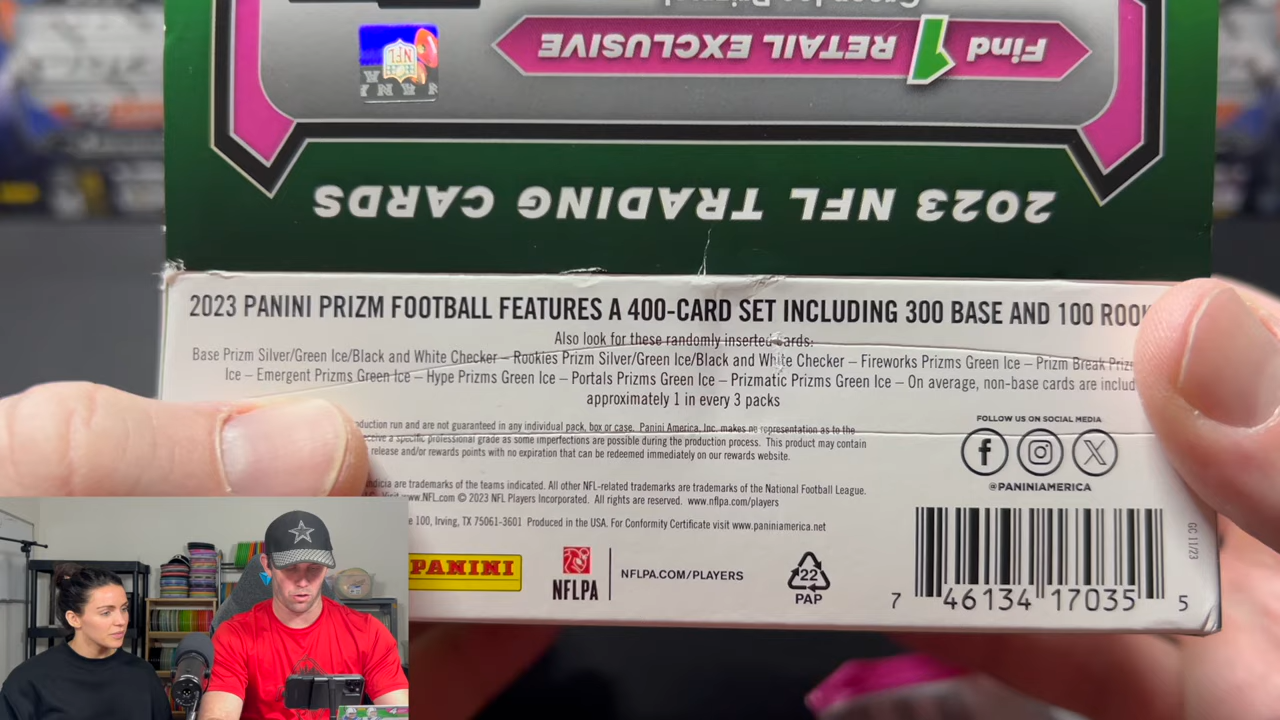 Green Ice Prizms!
Find RETAIL EXCLUSIVE
NFL
2023 NFL TRADING CARDS
2023 PANINI PRIZM FOOTBALL FEATURES A 400-CARD SET INCLUDING 300 BASE AND 100
Also look for these randomly inserted cards:
Base Prizm Silver/Green Ice/Black and White Checker – Rookies Prizm Silver/Green Ice/Black and White Checker – Fireworks Prizms Green Ice – Prizm Break
Ice – Emergent Prizms Green Ice – Hype Prizms Green Ice – Portals Prizms Green Ice – Prizmatic Prizms Green Ice – On average, non-base cards are
approximately 1 in every 3 packs
run and are not guaranteed in any individual pack, box or case. Panini America, Inc. makes no representation as to the
a specific professional grade as some imperfections are possible during the production process. This product may contain
release and/or rewards points with no expiration that can be redeemed immediately on our rewards website.
are trademarks of the teams indicated. All other NFL-related trademarks are trademarks of the National Football League.
www.NFL.com © 2023 NFL Players Incorporated. All rights are reserved. www.nflpa.com/players
100, Irving, TX 75061-3601 Produced in the USA. For Conformity Certificate visit www.paniniamerica.net
FOLLOW US ON SOCIAL MEDIA
@PANINIAMERICA
PANINI
NFLPA
NFLPA.COM/PLAYERS
22
PAP
7 46134 17035 5
GC 11/23